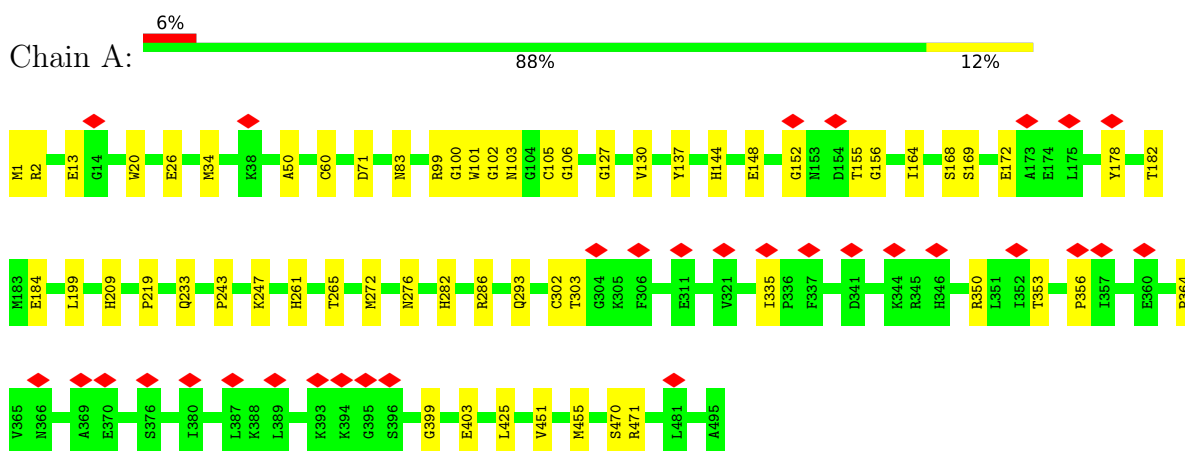 6%
Chain A:
88% 12%
M1 R2 E13 G14 W20 E26 M34 K38 A50 C60 D71 N83 R99 G100 W101 G102 N103 G104 C105 G106 G127 V130 Y137 H144 E148 G152 N153 D154 T155 G156 I164 S168 S169 E172 A173 E174 L175 Y178 T182
M183 E184 L199 H209 P219 Q233 P243 K247 H261 T265 M272 N276 H282 R286 Q293 C302 T303 G304 K305 F306 E311 V321 I335 P336 F337 D341 K344 R345 H346 R350 L351 I352 T353 P356 I357 E360
V365 N366 A369 E370 S376 I380 L387 K388 L389 K393 K394 G395 S396 G399 E403 L425 V451 M455 S470 R471 L481 A495